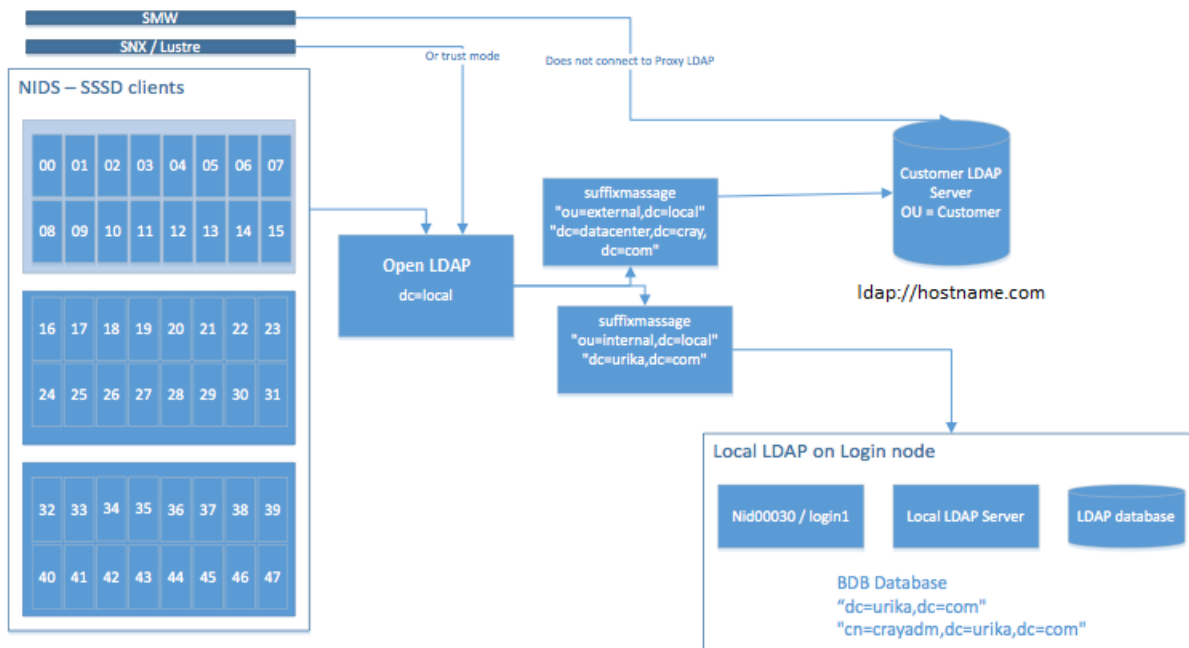 SMW
SNX / Lustre
Or trust mode
Does not connect to Proxy LDAP
NIDS – SSSD clients
00 01 02 03 04 05 06 07
08 09 10 11 12 13 14 15
16 17 18 19 20 21 22 23
24 25 26 27 28 29 30 31
32 33 34 35 36 37 38 39
40 41 42 43 44 45 46 47
Open LDAP
dc=local
suffixmassage
"ou=external,dc=local"
"dc=datacenter,dc=cray,
dc=com"
suffixmassage
"ou=internal,dc=local"
"dc=urika,dc=com"
Customer LDAP
Server
OU = Customer
ldap://hostname.com
Local LDAP on Login node
Nid00030 / login1
Local LDAP Server
LDAP database
BDB Database
“dc=urika,dc=com"
"cn=crayadm,dc=urika,dc=com"